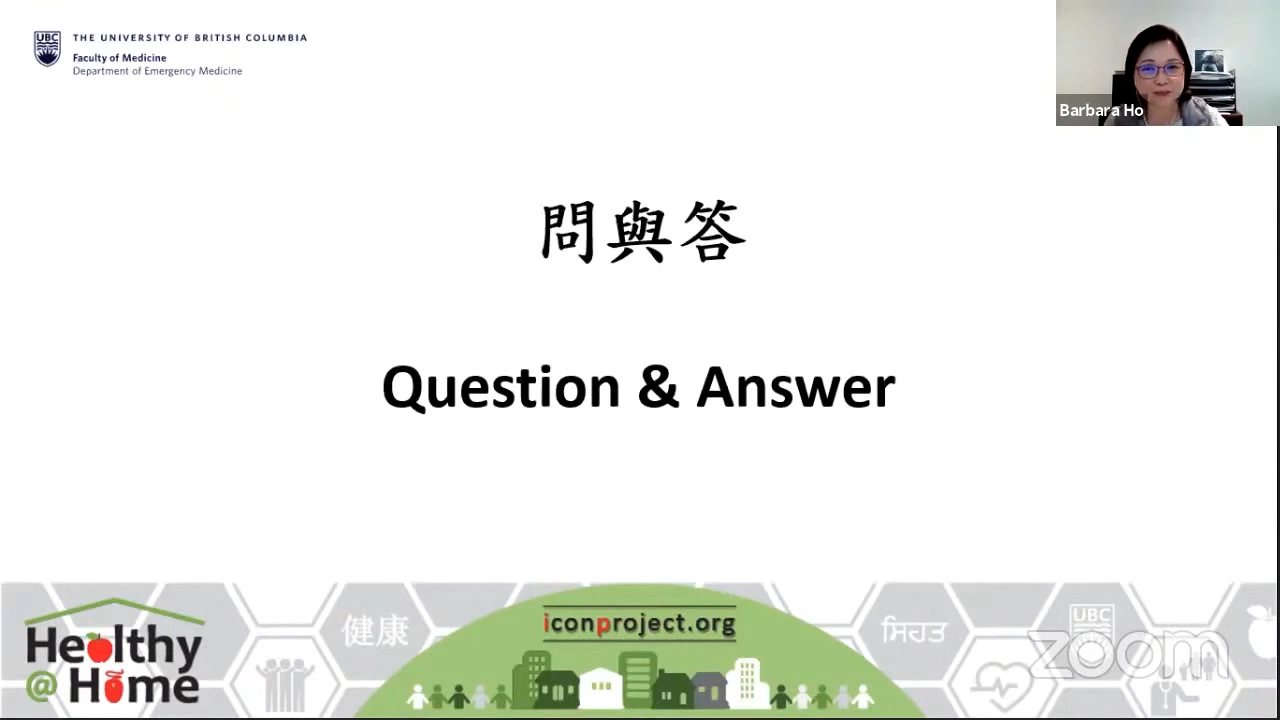 UBC
THE UNIVERSITY OF BRITISH COLUMBIA
Faculty of Medicine
Department of Emergency Medicine
Barbara Ho
問與答
Question & Answer
Healthy
@ Home
健康
iconproject.org
ਸਿਹਤ
UBC
zoom